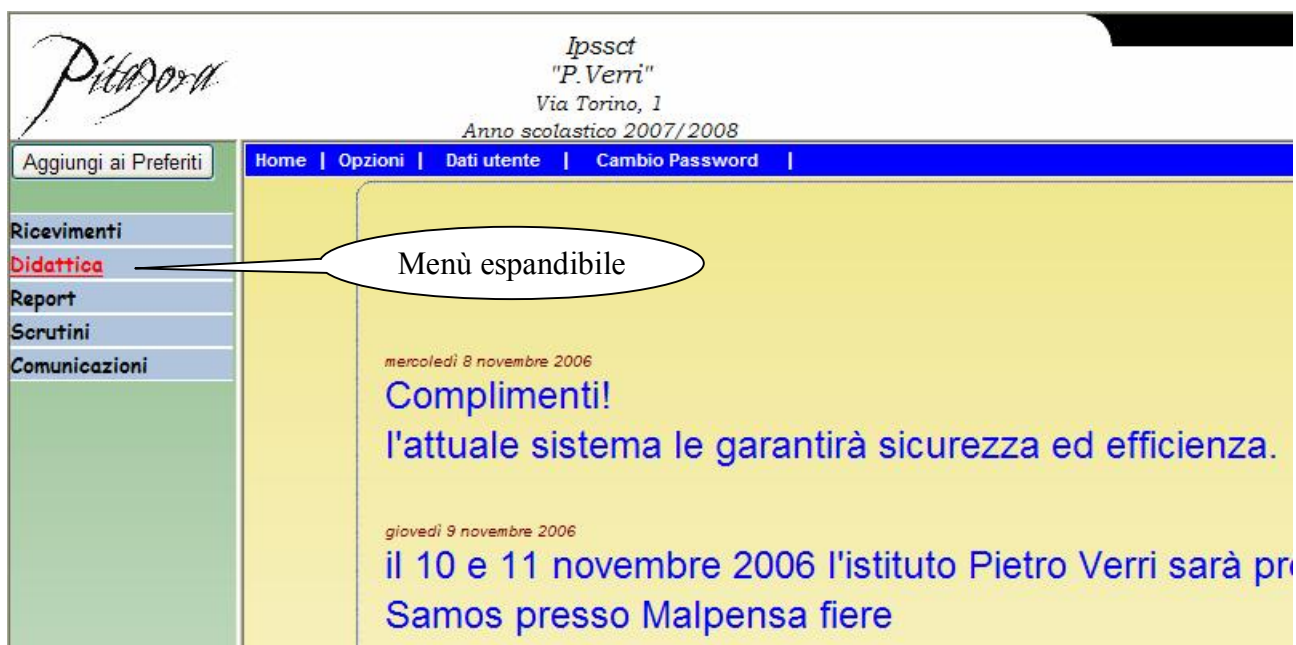 Pitagora
Ipssct
"P.Verri"
Via Torino, 1
Anno scolastico 2007/2008
Aggiungi ai Preferiti
Home | Opzioni | Dati utente | Cambio Password |
Ricevimenti
Didattica
Report
Scrutini
Comunicazioni
Menù espandibile
mercoledì 8 novembre 2006
Complimenti!
l'attuale sistema le garantirà sicurezza ed efficienza.
giovedì 9 novembre 2006
il 10 e 11 novembre 2006 l'istituto Pietro Verri sarà
Samos presso Malpensa fiere